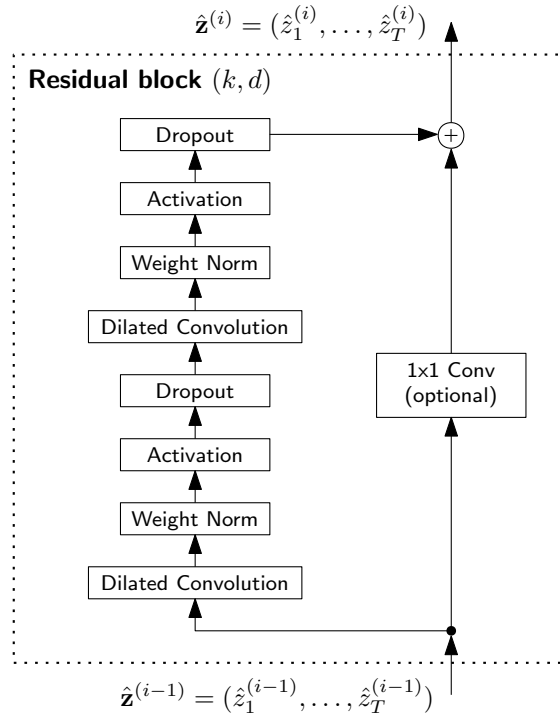 ẑ^(i) = (ẑ_1^(i), . . . , ẑ_T^(i))
Residual block (k, d)
Dropout
+
Activation
Weight Norm
Dilated Convolution
1x1 Conv
(optional)
Dropout
Activation
Weight Norm
Dilated Convolution
ẑ^(i−1) = (ẑ_1^(i−1), . . . , ẑ_T^(i−1))